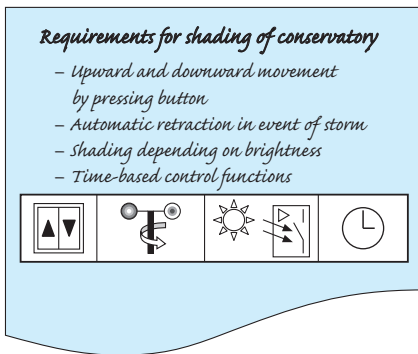 Requirements for shading of conservatory
– Upward and downward movement
by pressing button
– Automatic retraction in event of storm
– Shading depending on brightness
– Time-based control functions